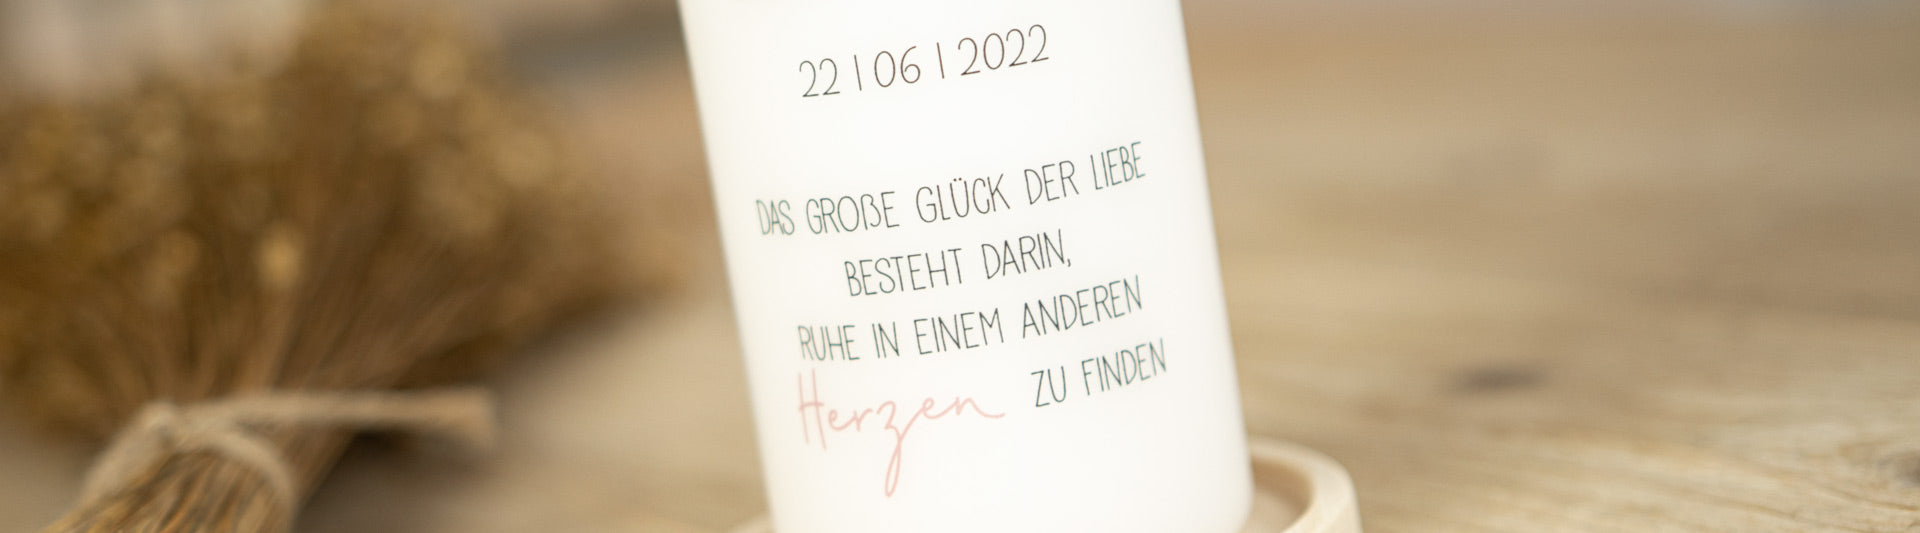 22 | 06 | 2022
DAS GROßE GLÜCK DER LIEBE
BESTEHT DARIN,
RUHE IN EINEM ANDEREN
Herzen ZU FINDEN